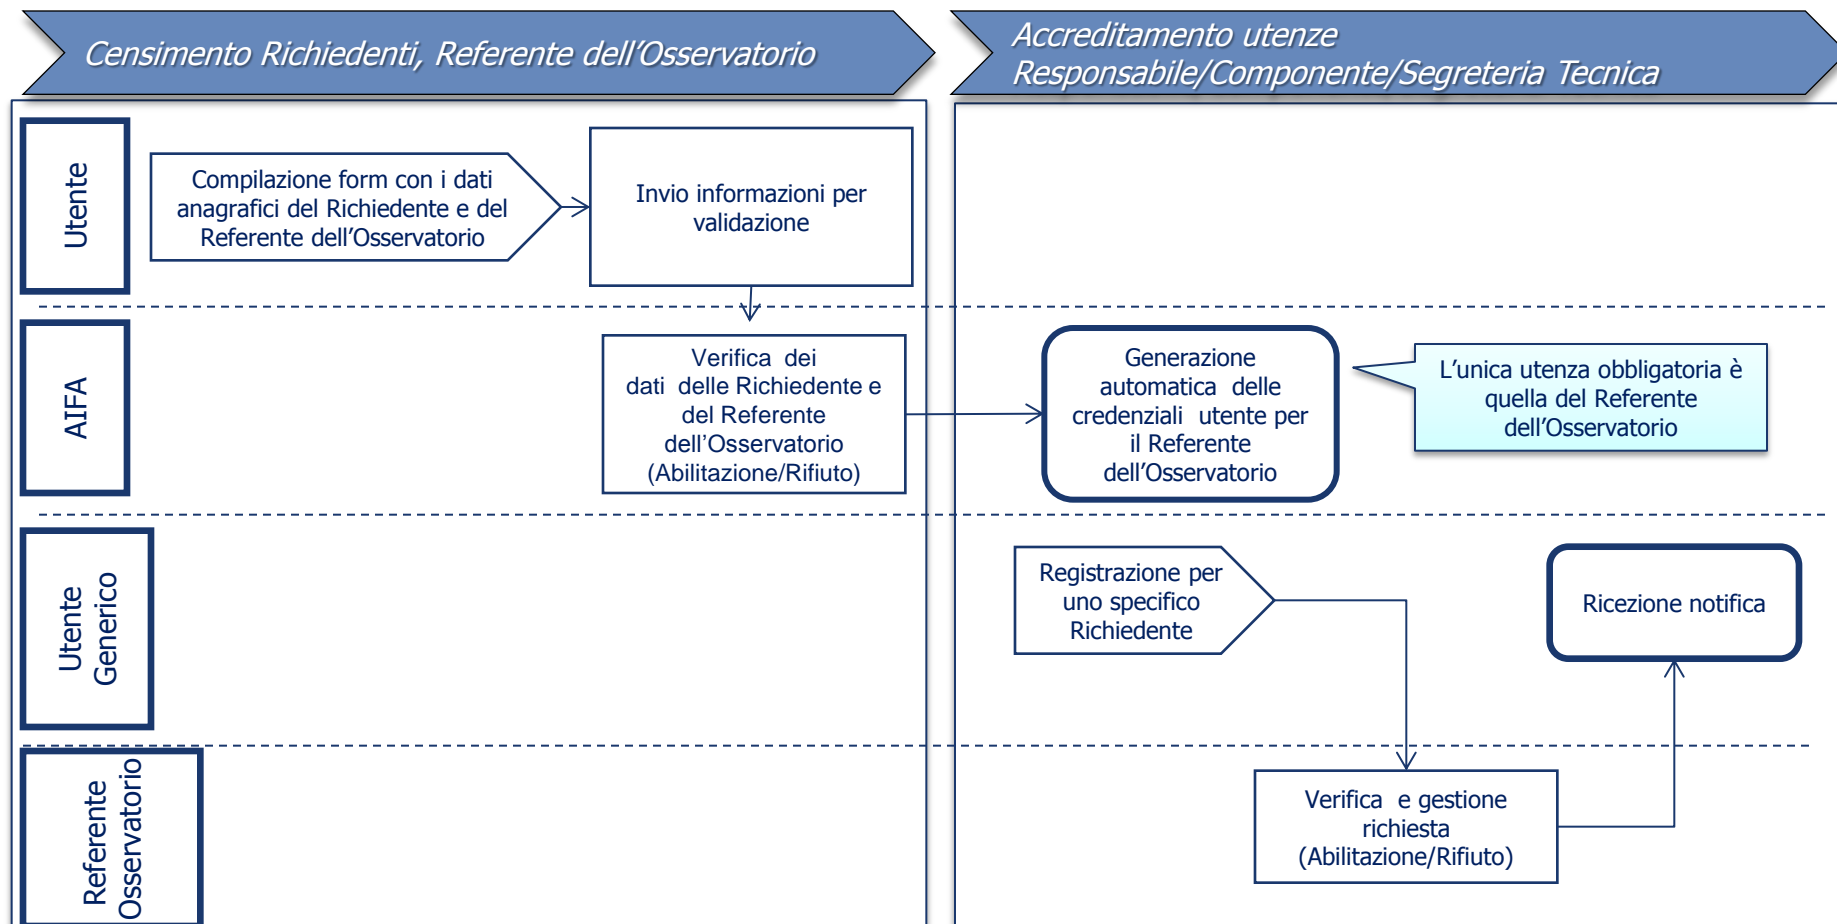 Censimento Richiedenti, Referente dell'Osservatorio
Accreditamento utenze
Responsabile/Componente/Segreteria Tecnica
Utente
Compilazione form con i dati
anagrafici del Richiedente e del
Referente dell'Osservatorio
Invio informazioni per
validazione
AIFA
Verifica dei
dati delle Richiedente e
del Referente
dell'Osservatorio
(Abilitazione/Rifiuto)
Generazione
automatica delle
credenziali utente per
il Referente
dell'Osservatorio
L'unica utenza obbligatoria è
quella del Referente
dell'Osservatorio
Utente
Generico
Registrazione per
uno specifico
Richiedente
Ricezione notifica
Referente
Osservatorio
Verifica e gestione
richiesta
(Abilitazione/Rifiuto)